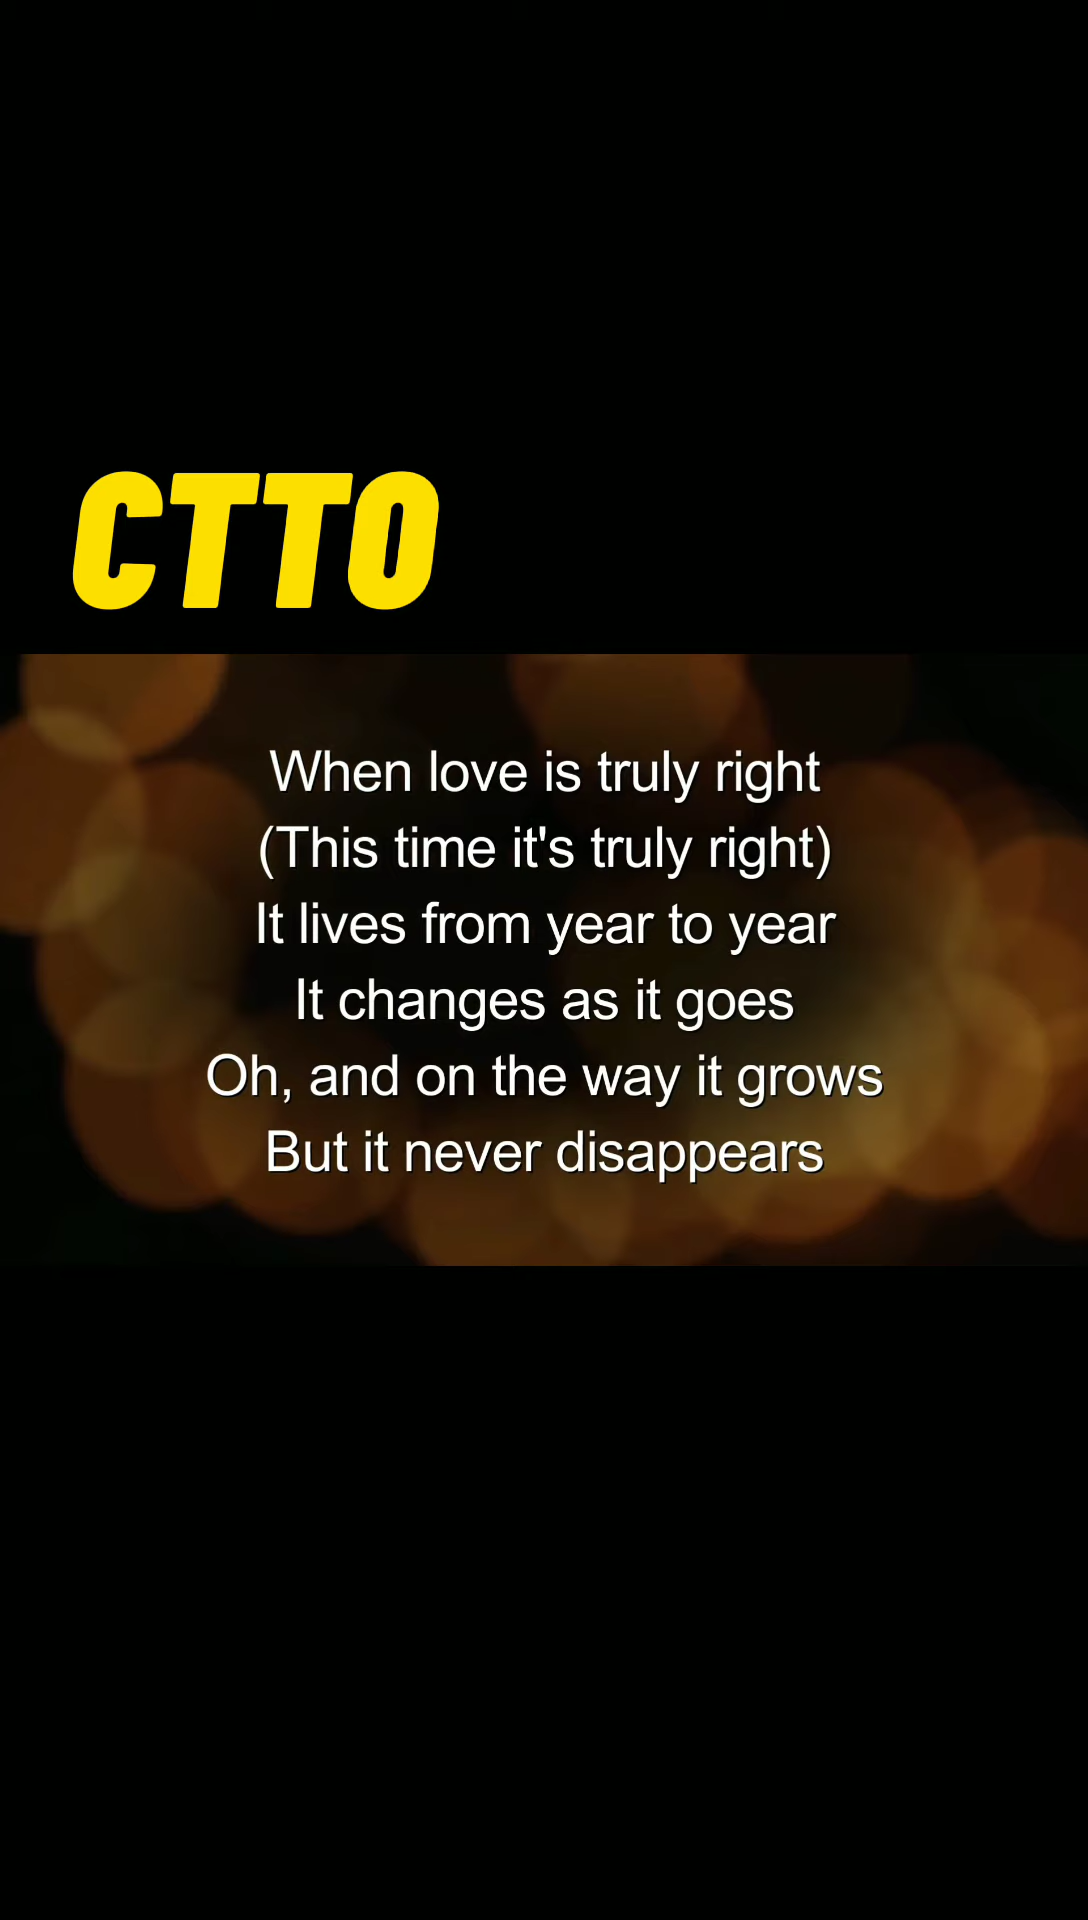 CTTO
When love is truly right
(This time it's truly right)
It lives from year to year
It changes as it goes
Oh, and on the way it grows
But it never disappears